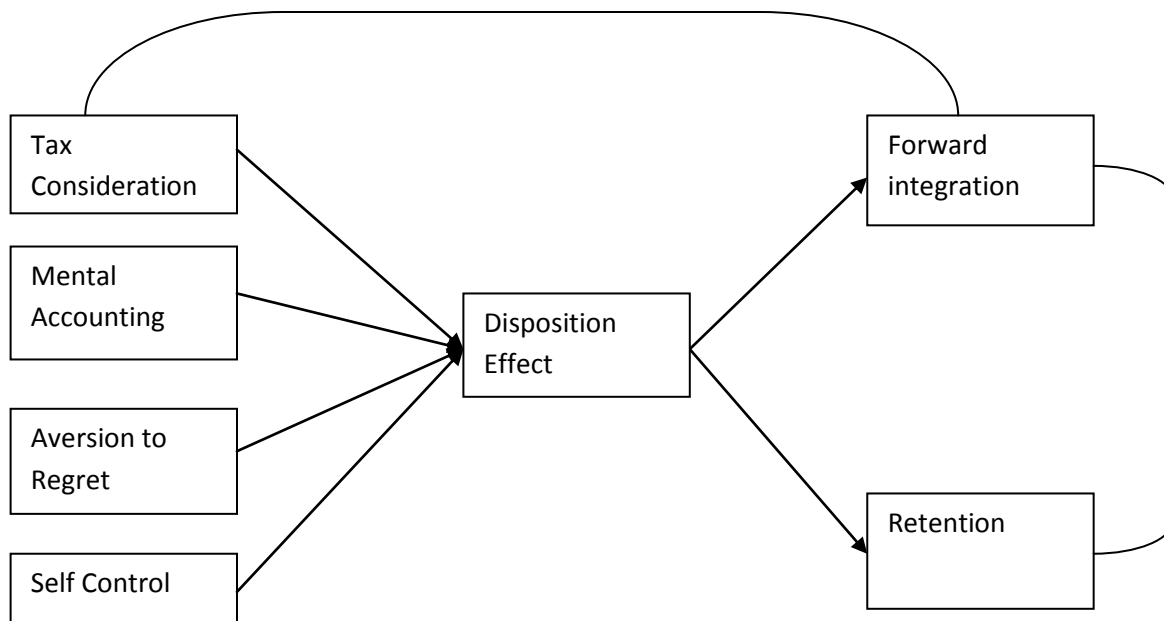 Tax
Consideration
Mental
Accounting
Aversion to
Regret
Self Control
Disposition
Effect
Forward
integration
Retention